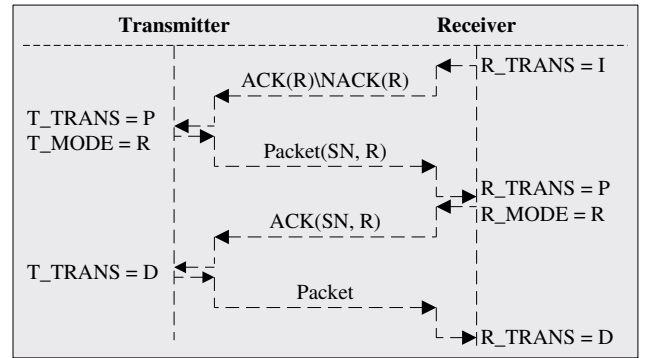 Transmitter Receiver
R_TRANS = I
ACK(R)\NACK(R)
T_TRANS = P
T_MODE = R
Packet(SN, R)
R_TRANS = P
R_MODE = R
ACK(SN, R)
T_TRANS = D
Packet
R_TRANS = D